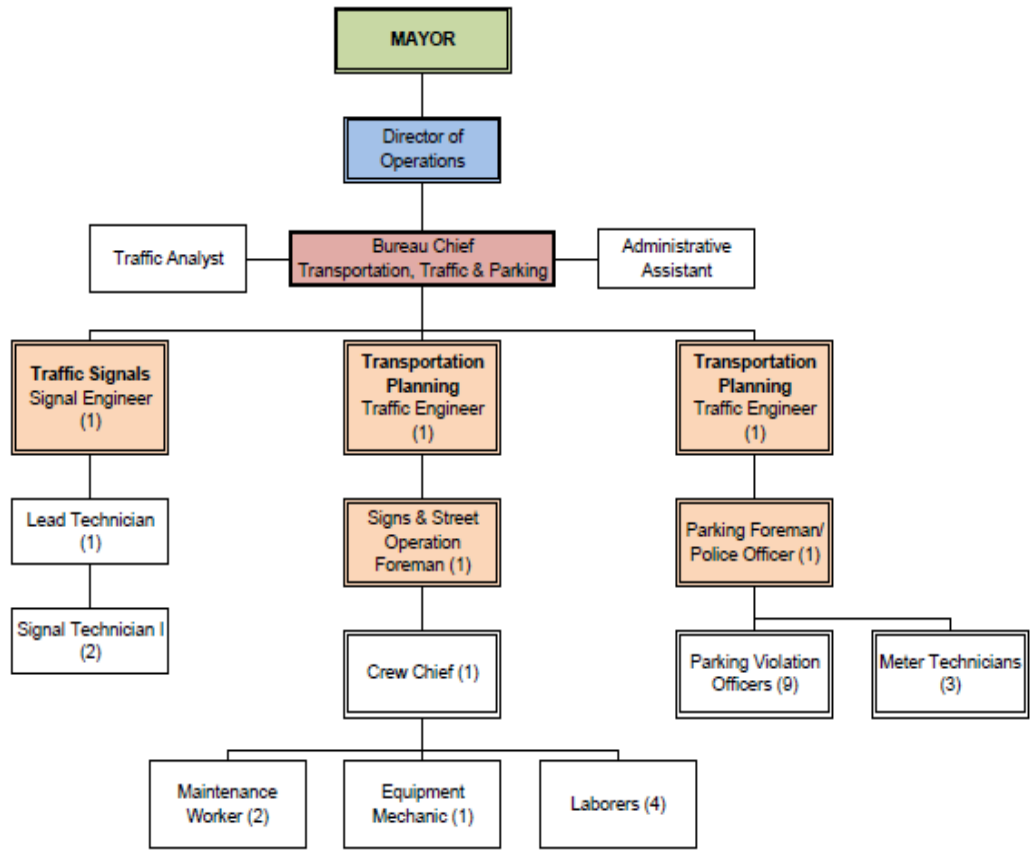 MAYOR
Director of
Operations
Traffic Analyst
Bureau Chief
Transportation, Traffic & Parking
Administrative
Assistant
Traffic Signals
Signal Engineer
(1)
Transportation
Planning
Traffic Engineer
(1)
Transportation
Planning
Traffic Engineer
(1)
Lead Technician
(1)
Signs & Street
Operation
Foreman (1)
Parking Foreman/
Police Officer (1)
Signal Technician I
(2)
Crew Chief (1)
Parking Violation
Officers (9)
Meter Technicians
(3)
Maintenance
Worker (2)
Equipment
Mechanic (1)
Laborers (4)